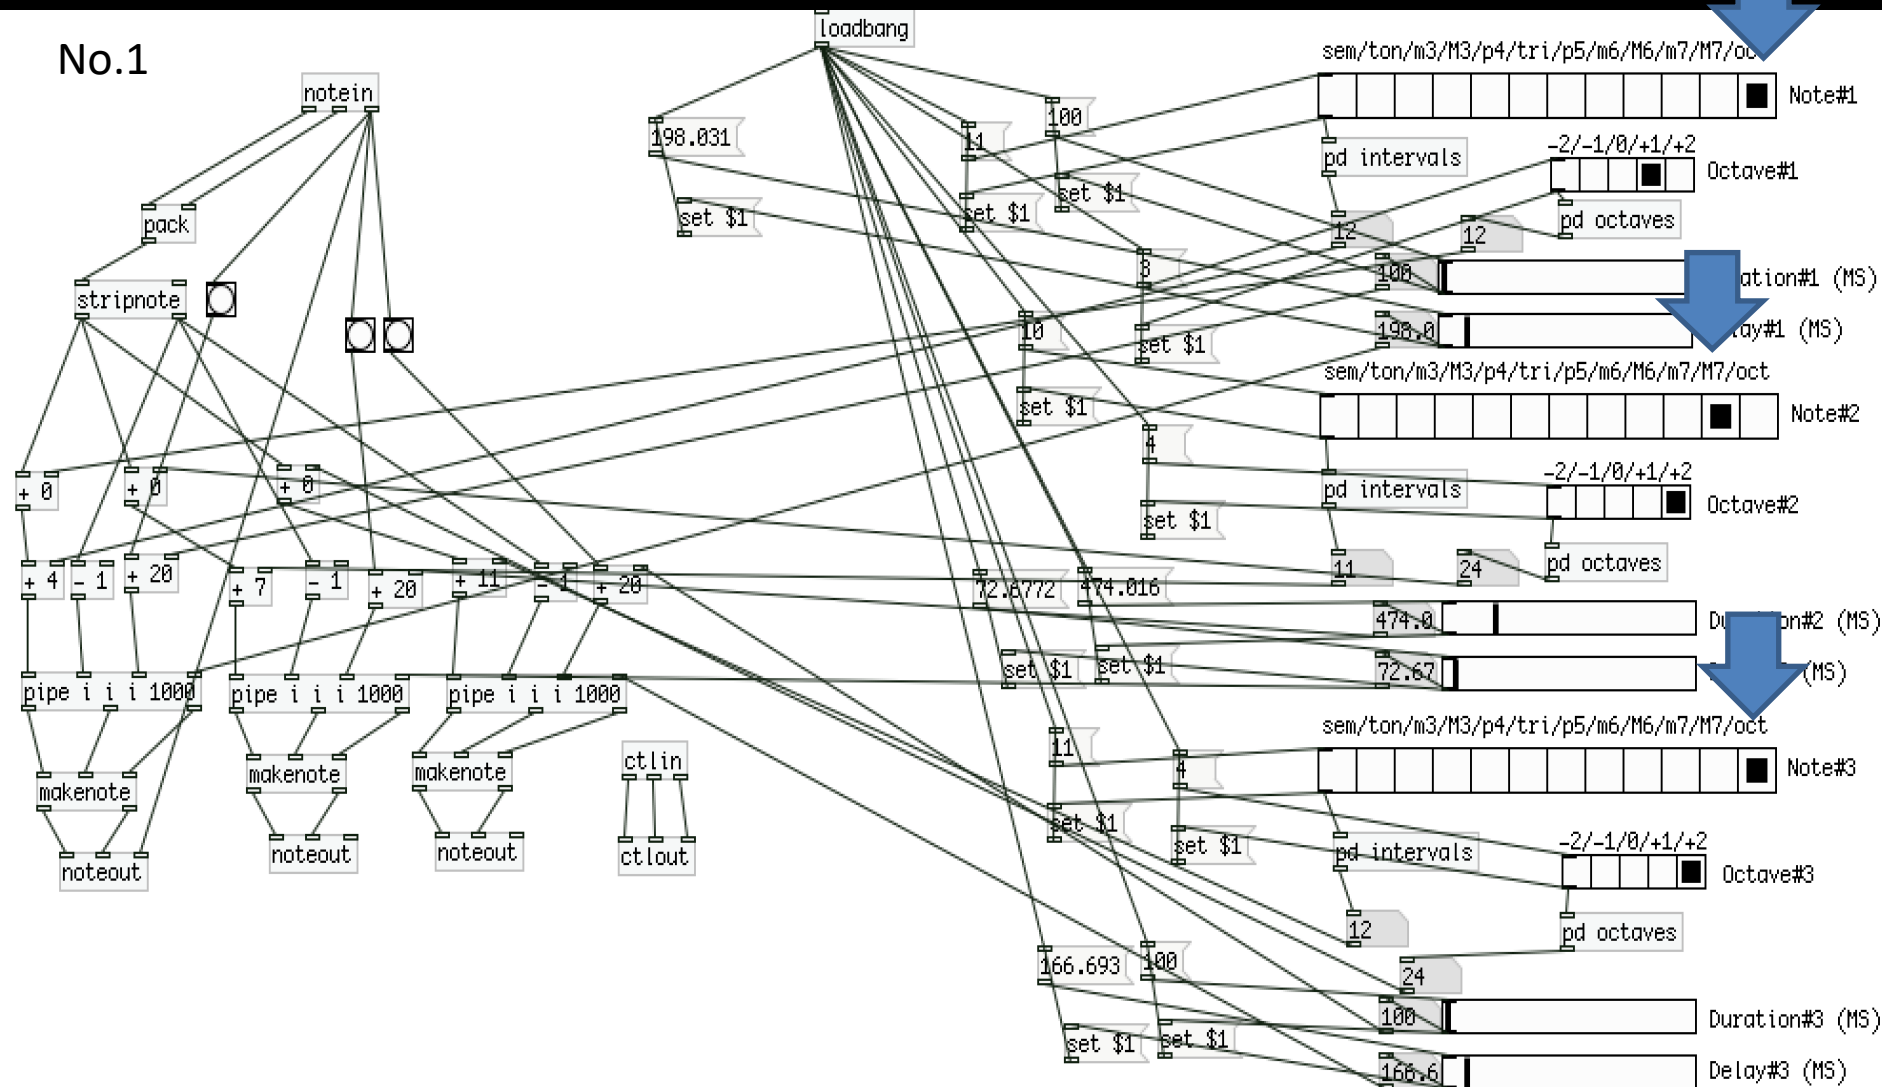 No.1
loadbang
notein
sem/ton/m3/M3/p4/tri/p5/m6/M6/m7/M7/oc
Note#1
198.031
11
100
pd intervals
-2/-1/0/+1/+2
Octave#1
pack
set $1
set $1
set $1
12
12
pd octaves
stripnote
3
100
ation#1 (MS)
10
set $1
198.0
lay#1 (MS)
sem/ton/m3/M3/p4/tri/p5/m6/M6/m7/M7/oct
set $1
Note#2
4
-2/-1/0/+1/+2
+ 0
+ 0
+ 0
pd intervals
Octave#2
set $1
11
24
pd octaves
+ 4
- 1
+ 20
+ 7
- 1
+ 20
+ 11
- 1
+ 20
72.6772
474.016
474.0
on#2 (MS)
set $1
set $1
72.67
(MS)
pipe i i i 1000
pipe i i i 1000
pipe i i i 1000
sem/ton/m3/M3/p4/tri/p5/m6/M6/m7/M7/oct
11
4
Note#3
makenote
makenote
makenote
ctlin
set $1
set $1
pd intervals
-2/-1/0/+1/+2
Octave#3
noteout
noteout
noteout
ctlout
12
pd octaves
166.693
100
24
100
Duration#3 (MS)
set $1
set $1
166.6
Delay#3 (MS)